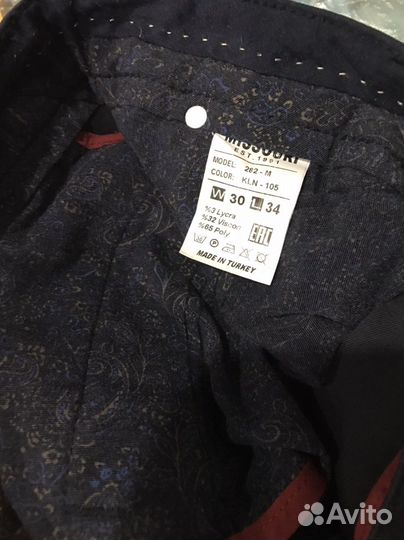 MISSOURI
EST. 1991
MODEL: 262 - M
COLOR: KLN - 105
W 30 L 34
%3 Lycra
%32 Viscon
%65 Poly
EAC
MADE IN TURKEY
Avito